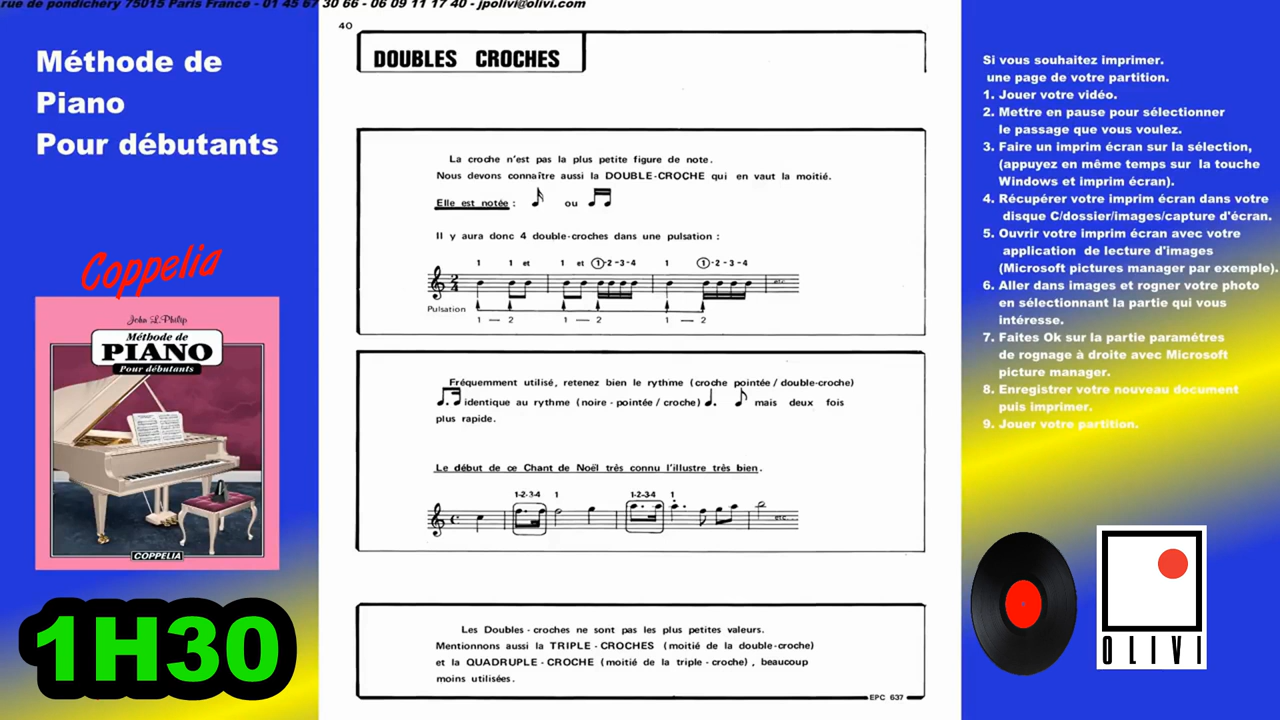 rue de pondichery 75015 Paris France - 01 45 67 30 66 - 06 09 11 17 40 - jpolivi@olivi.com
Méthode de
Piano
Pour débutants
Coppelia
John L. Philip
Méthode de
PIANO
Pour débutants
COPPELIA
1H30
40
DOUBLES CROCHES
La croche n'est pas la plus petite figure de note.
Nous devons connaître aussi la DOUBLE-CROCHE qui en vaut la moitié.
Elle est notée : ou
Il y aura donc 4 double-croches dans une pulsation :
1 1 et 1 et 1-2-3-4 1 1-2-3-4
2
4
etc...
Pulsation
1 — 2 1 — 2 1 — 2
Fréquemment utilisé, retenez bien le rythme (croche pointée / double-croche)
identique au rythme (noire - pointée / croche) mais deux fois
plus rapide.
Le début de ce Chant de Noël três connu l'illustre três bien.
1-2-3-4 1 1-2-3-4 1
etc...
Les Doubles - croches ne sont pas les plus petites valeurs.
Mentionnons aussi la TRIPLE - CROCHES (moitié de la double-croche)
et la QUADRUPLE - CROCHE (moitié de la triple - croche) , beaucoup
moins utilisées.
EPC 637
Si vous souhaitez imprimer.
une page de votre partition.
1. Jouer votre vidéo.
2. Mettre en pause pour sélectionner
le passage que vous voulez.
3. Faire un imprim écran sur la sélection,
(appuyez en même temps sur la touche
Windows et imprim écran).
4. Récupérer votre imprim écran dans votre
disque C/dossier/images/capture d'écran.
5. Ouvrir votre imprim écran avec votre
application de lecture d'images
(Microsoft pictures manager par exemple).
6. Aller dans images et rogner votre photo
en sélectionnant la partie qui vous
intéresse.
7. Faites Ok sur la partie paramétres
de rognage à droite avec Microsoft
picture manager.
8. Enregistrer votre nouveau document
puis imprimer.
9. Jouer votre partition.
OLIVI